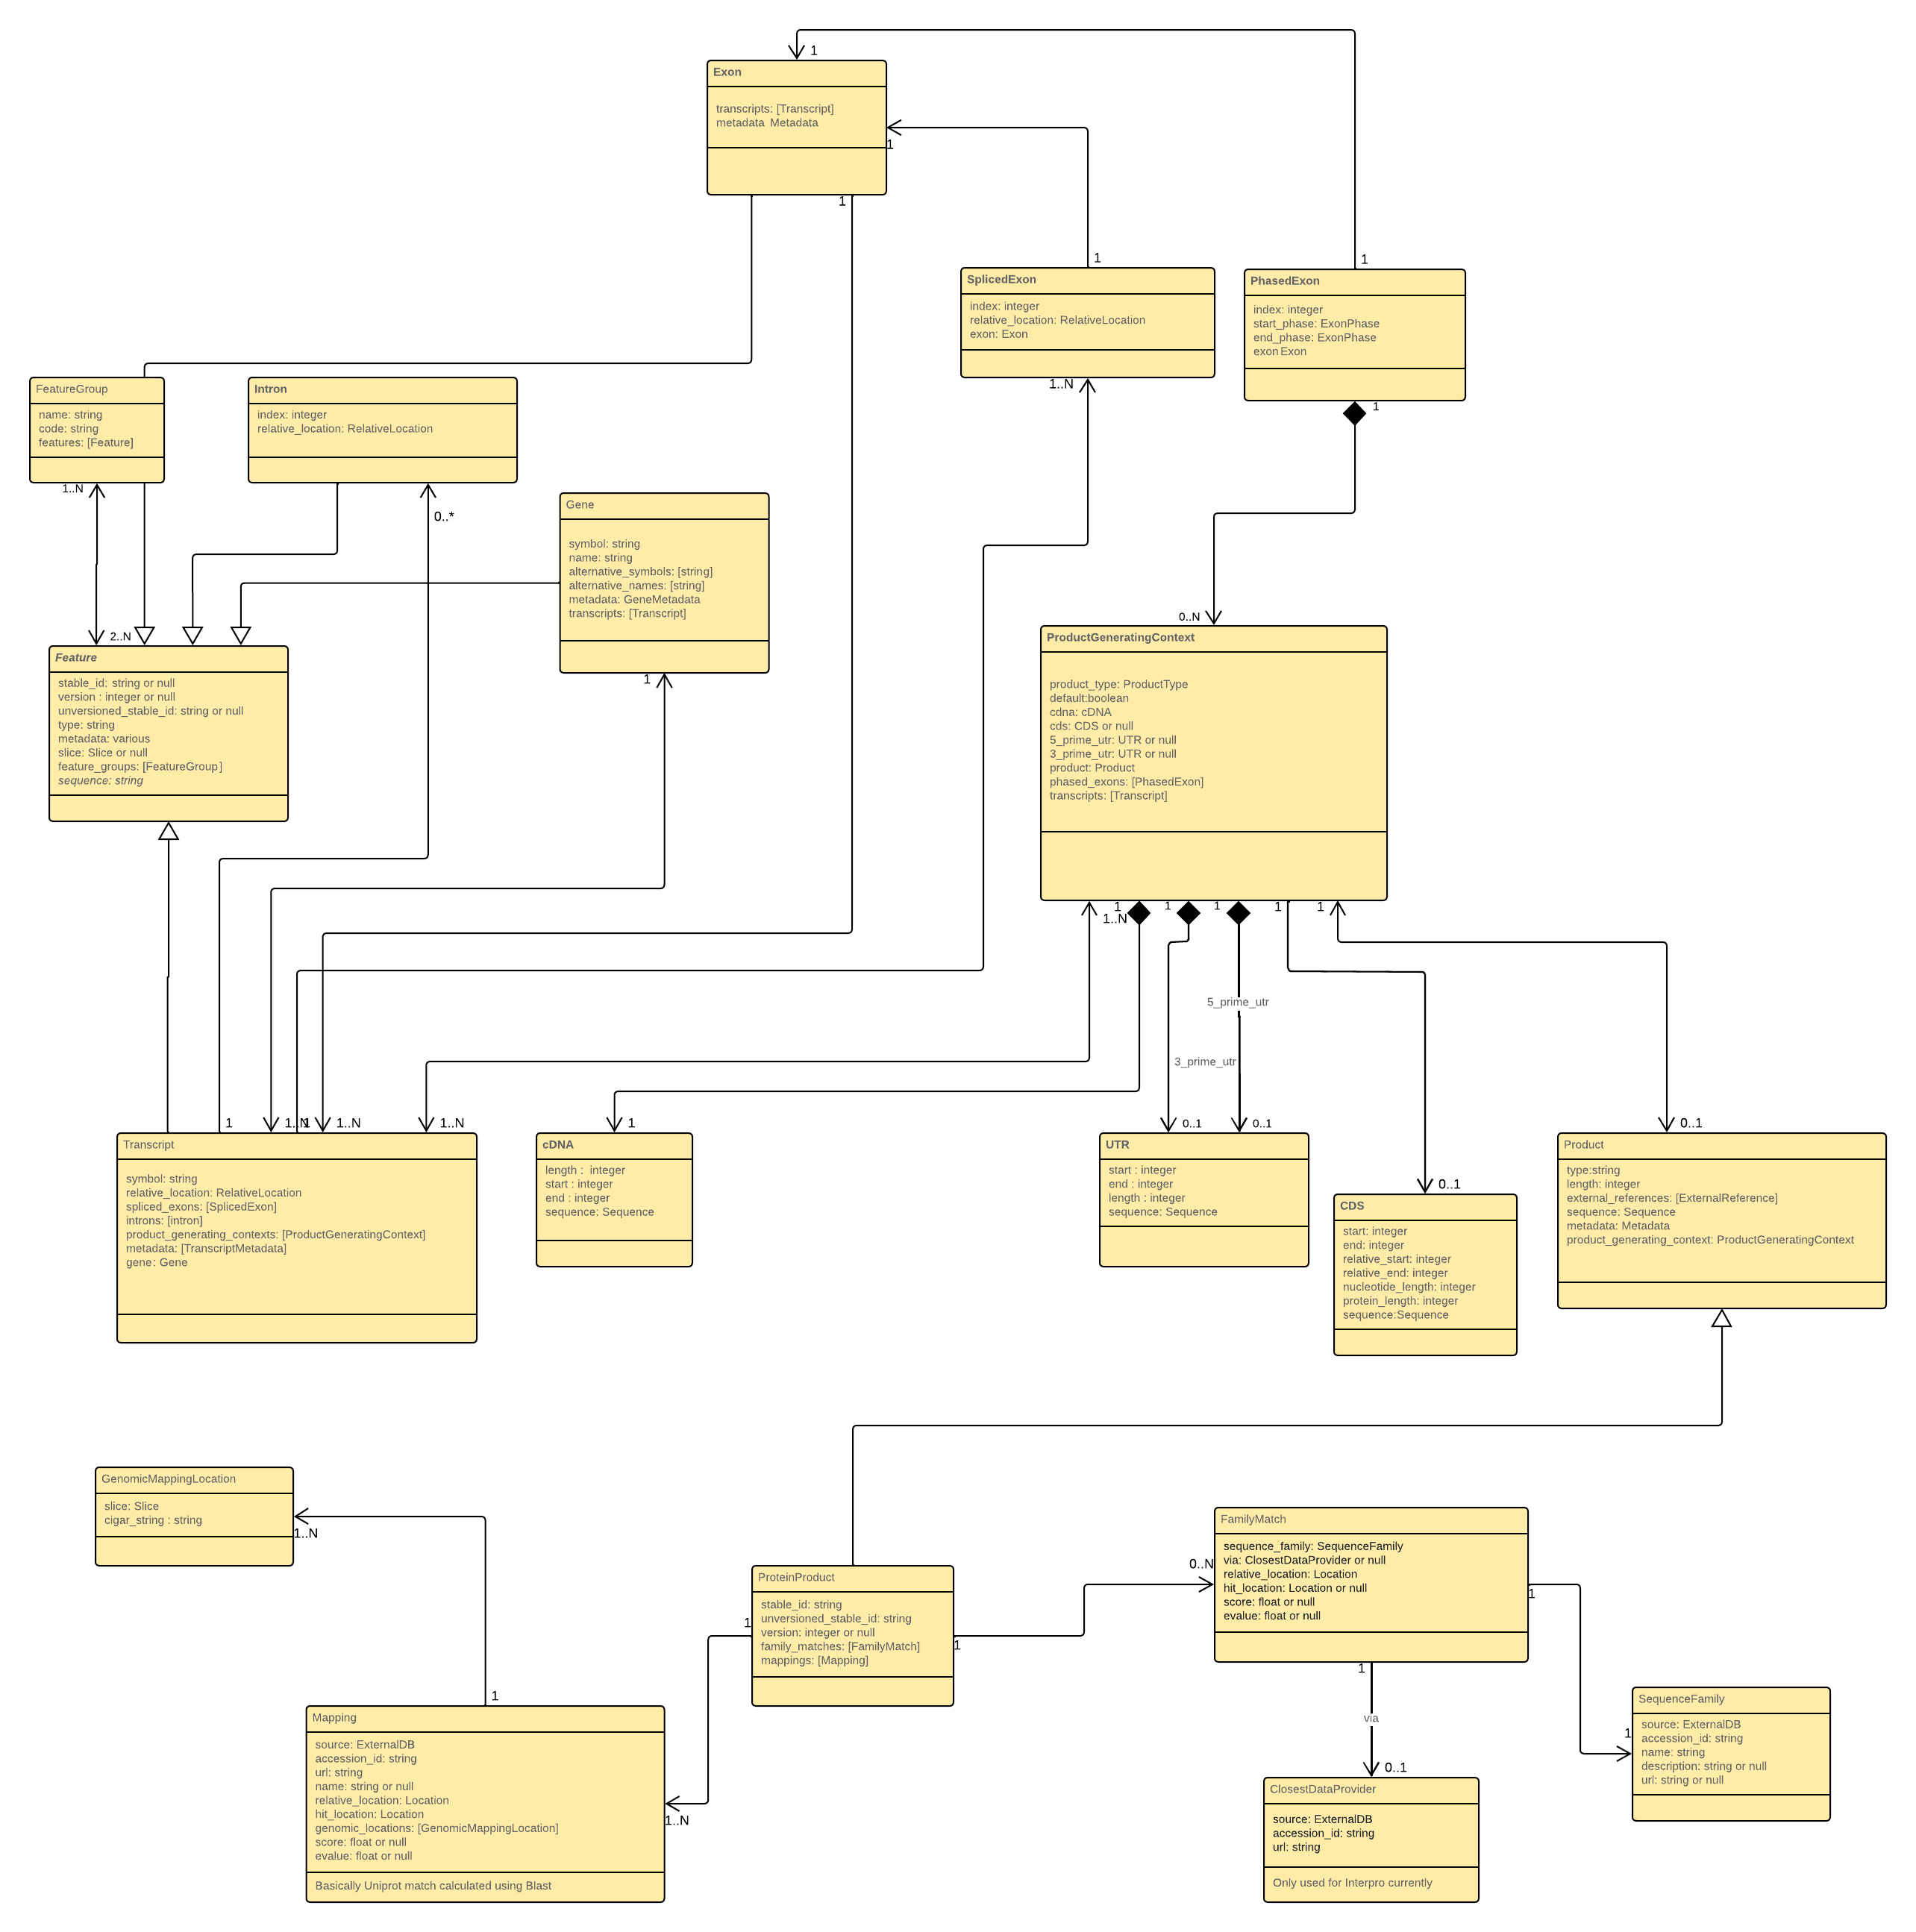 1
Exon
transcripts: [Transcript]
metadata Metadata
1
1
1
SplicedExon
index: integer
relative_location: RelativeLocation
exon: Exon
1..N
1
PhasedExon
index: integer
start_phase: ExonPhase
end_phase: ExonPhase
exon Exon
1
FeatureGroup
name: string
code: string
features: [Feature]
1..N
Intron
index: integer
relative_location: RelativeLocation
0..*
Gene
symbol: string
name: string
alternative_symbols: [string]
alternative_names: [string]
metadata: GeneMetadata
transcripts: [Transcript]
1
2..N
Feature
stable_id: string or null
version : integer or null
unversioned_stable_id: string or null
type: string
metadata: various
slice: Slice or null
feature_groups: [FeatureGroup]
sequence: string
0..N
ProductGeneratingContext
product_type: ProductType
default:boolean
cdna: cDNA
cds: CDS or null
5_prime_utr: UTR or null
3_prime_utr: UTR or null
product: Product
phased_exons: [PhasedExon]
transcripts: [Transcript]
1..N
1
1
1
1
1
5_prime_utr
3_prime_utr
1
1..N
1
1..N
1..N
Transcript
symbol: string
relative_location: RelativeLocation
spliced_exons: [SplicedExon]
introns: [intron]
product_generating_contexts: [ProductGeneratingContext]
metadata: [TranscriptMetadata]
gene: Gene
1
cDNA
length : integer
start : integer
end : integer
sequence: Sequence
0..1
0..1
UTR
start : integer
end : integer
length : integer
sequence: Sequence
0..1
CDS
start: integer
end: integer
relative_start: integer
relative_end: integer
nucleotide_length: integer
protein_length: integer
sequence:Sequence
0..1
Product
type:string
length: integer
external_references: [ExternalReference]
sequence: Sequence
metadata: Metadata
product_generating_context: ProductGeneratingContext
GenomicMappingLocation
slice: Slice
cigar_string : string
1..N
1
Mapping
source: ExternalDB
accession_id: string
url: string
name: string or null
relative_location: Location
hit_location: Location
genomic_locations: [GenomicMappingLocation]
score: float or null
evalue: float or null
Basically Uniprot match calculated using Blast
1..N
1
ProteinProduct
stable_id: string
unversioned_stable_id: string
version: integer or null
family_matches: [FamilyMatch]
mappings: [Mapping]
1
0..N
FamilyMatch
sequence_family: SequenceFamily
via: ClosestDataProvider or null
relative_location: Location
hit_location: Location or null
score: float or null
evalue: float or null
1
1
via
0..1
ClosestDataProvider
source: ExternalDB
accession_id: string
url: string
Only used for Interpro currently
1
SequenceFamily
source: ExternalDB
accession_id: string
name: string
description: string or null
url: string or null